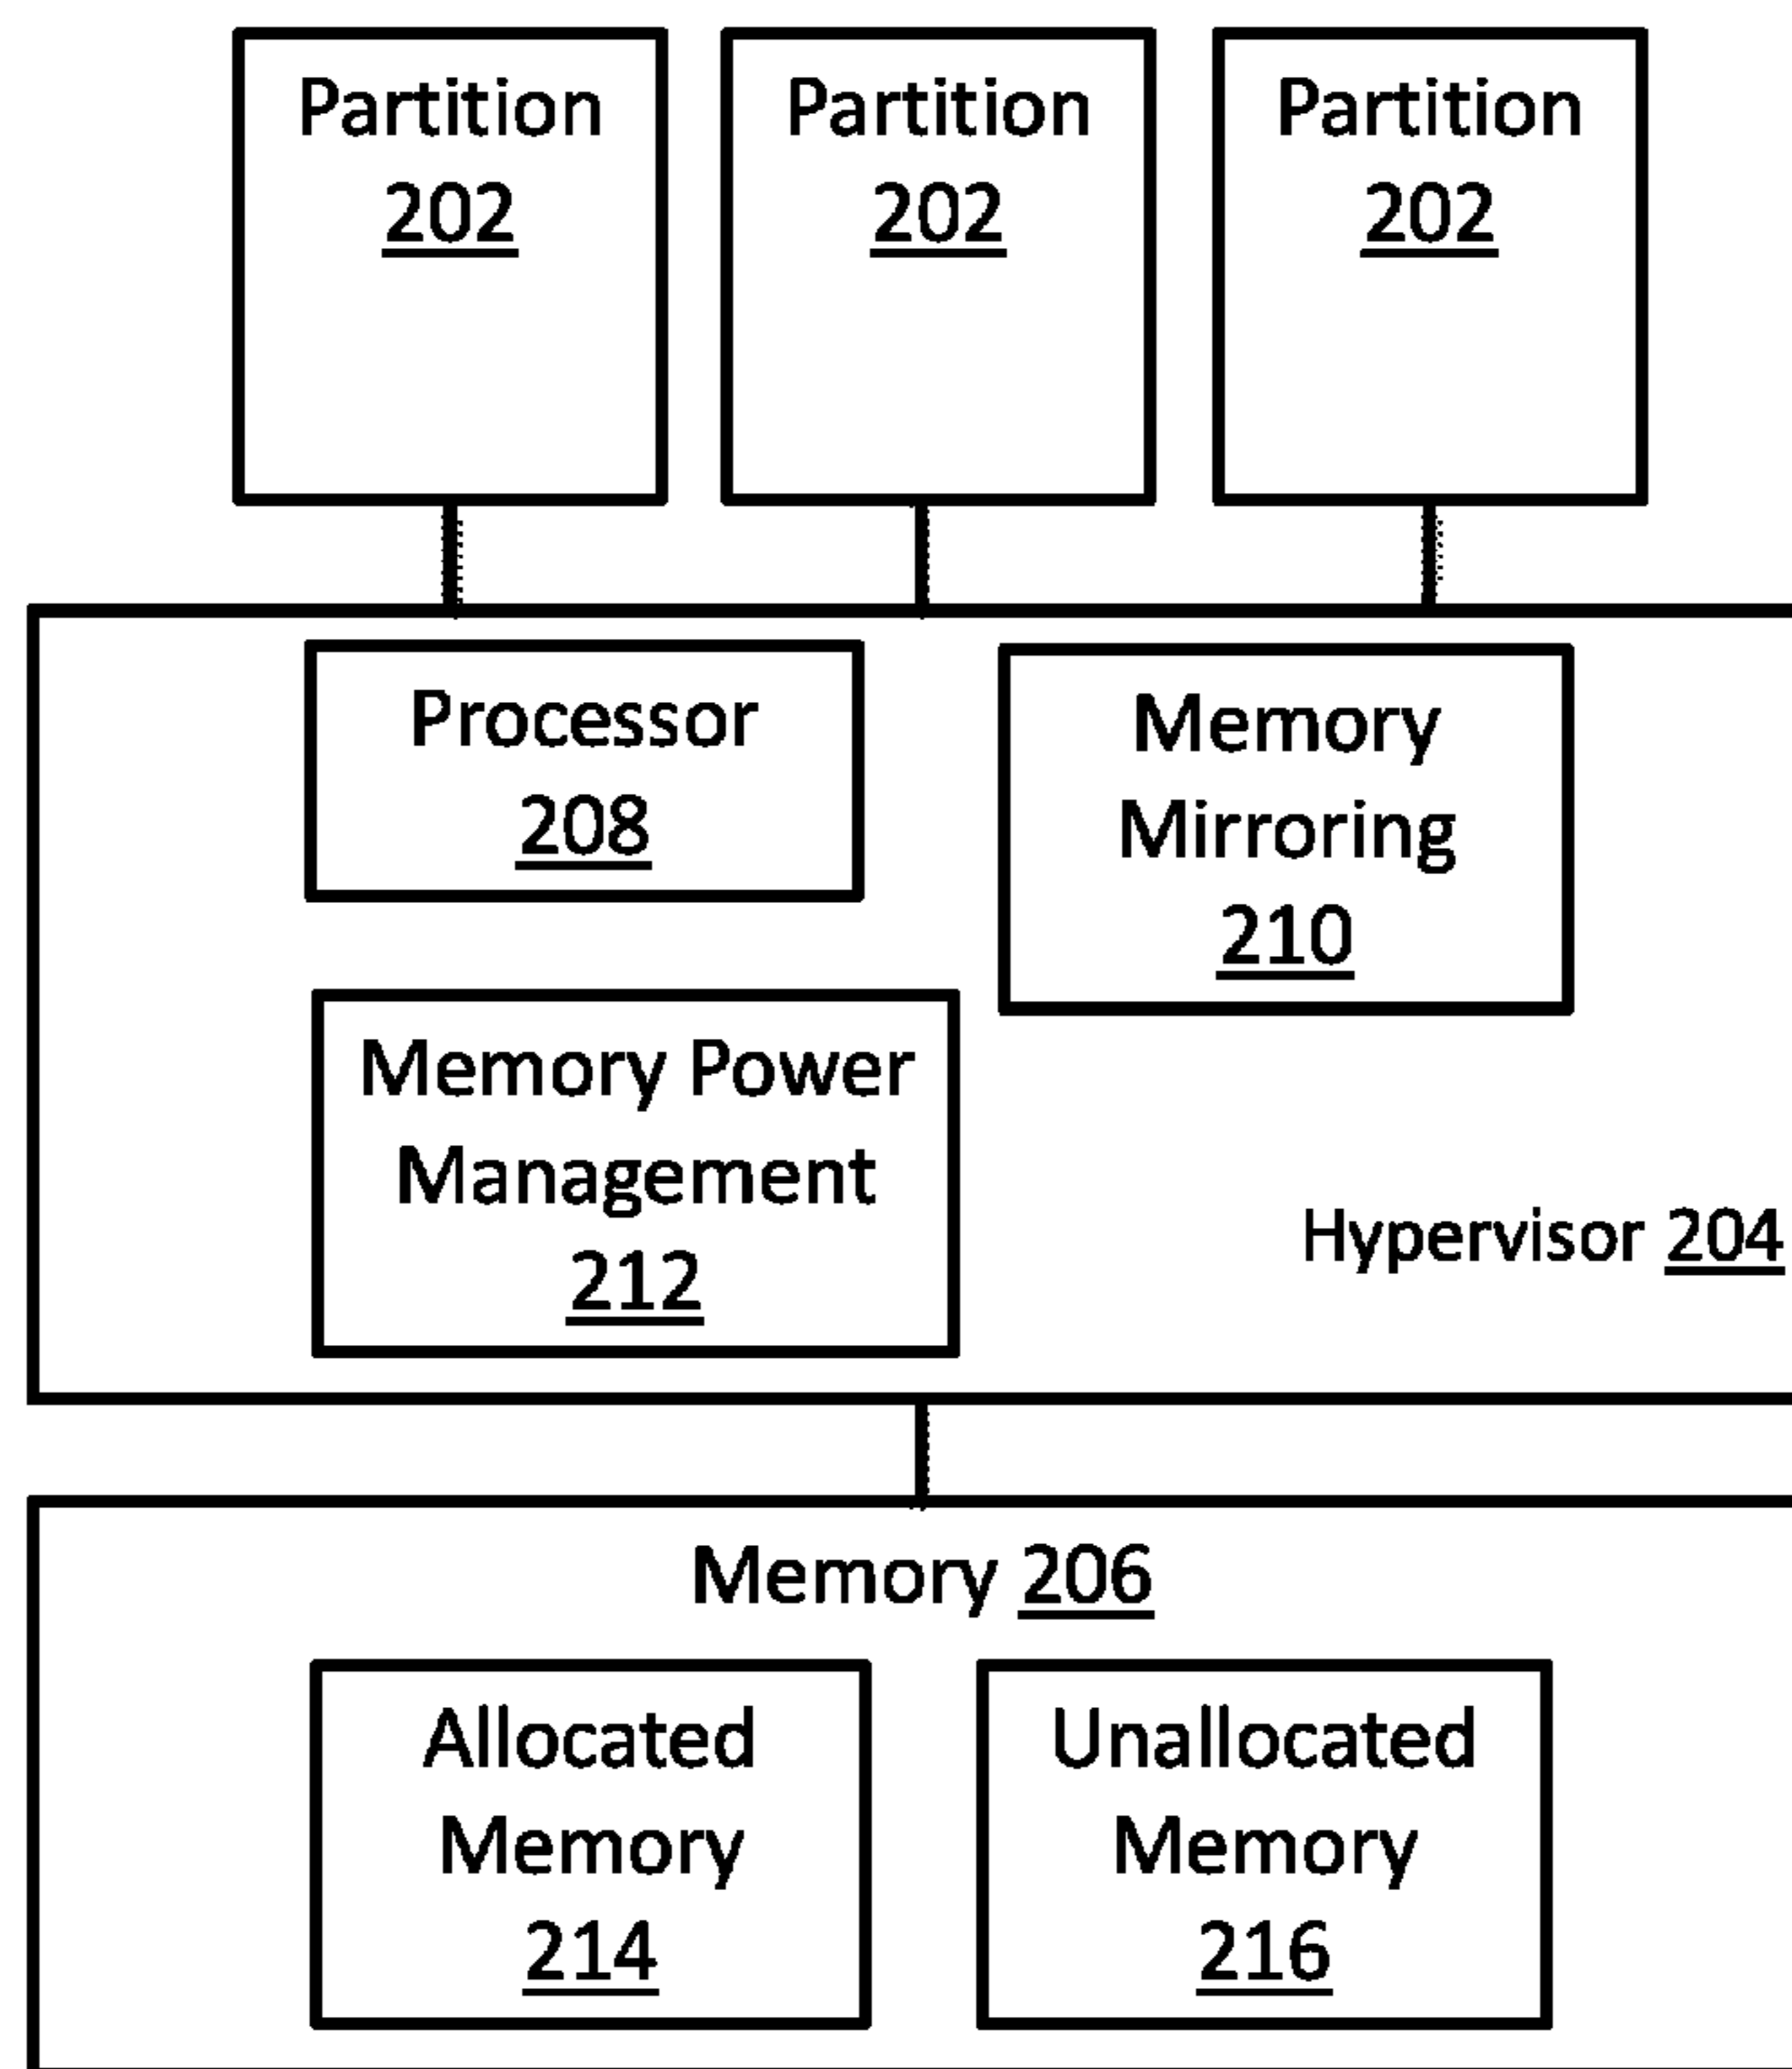 Partition
202
Partition
202
Partition
202
Processor
208
Memory
Mirroring
210
Memory Power
Management
212
Hypervisor 204
Memory 206
Allocated
Memory
214
Unallocated
Memory
216